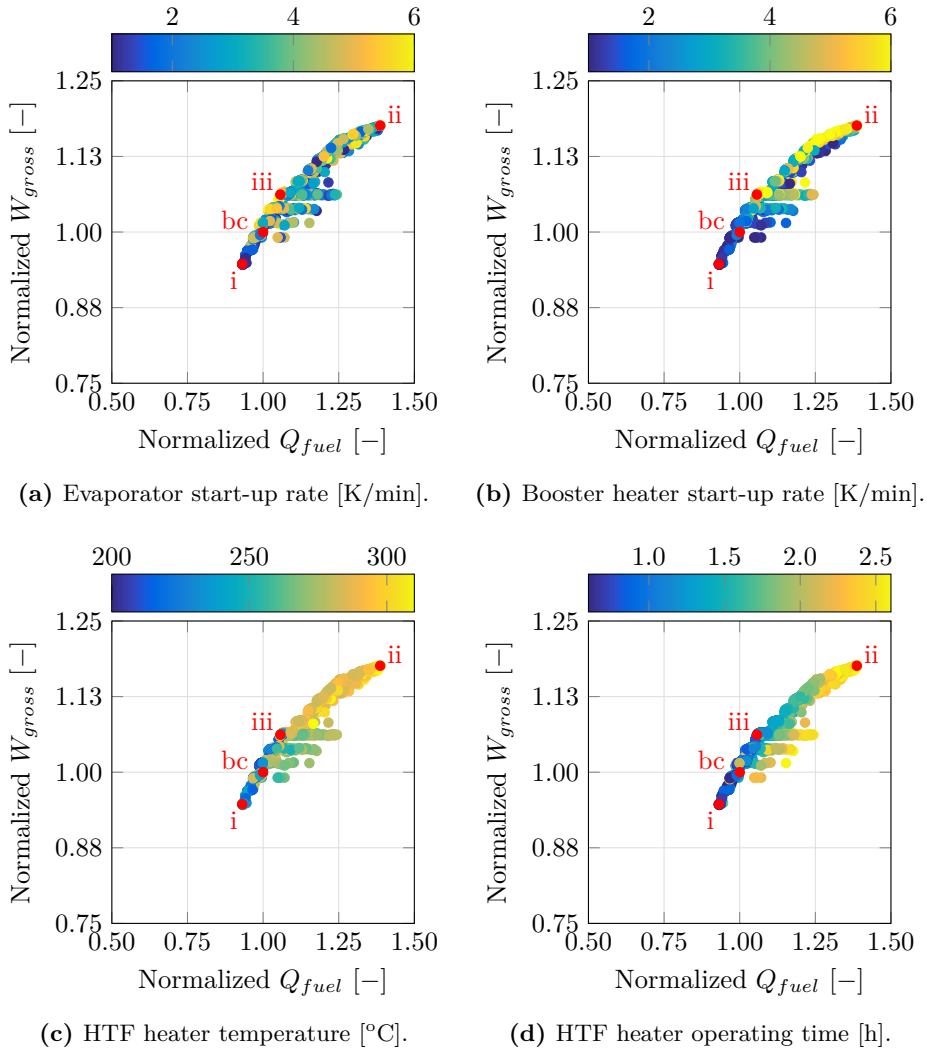 2 4 6
2 4 6
1.25
1.13
1.00
0.88
0.75
Normalized W_gross [−]
ii
iii
bc
i
0.50 0.75 1.00 1.25 1.50
Normalized Q_fuel [−]
1.25
1.13
1.00
0.88
0.75
Normalized W_gross [−]
ii
iii
bc
i
0.50 0.75 1.00 1.25 1.50
Normalized Q_fuel [−]
(a) Evaporator start-up rate [K/min].
(b) Booster heater start-up rate [K/min].
200 250 300
1.0 1.5 2.0 2.5
1.25
1.13
1.00
0.88
0.75
Normalized W_gross [−]
ii
iii
bc
i
0.50 0.75 1.00 1.25 1.50
Normalized Q_fuel [−]
1.25
1.13
1.00
0.88
0.75
Normalized W_gross [−]
ii
iii
bc
i
0.50 0.75 1.00 1.25 1.50
Normalized Q_fuel [−]
(c) HTF heater temperature [°C].
(d) HTF heater operating time [h].